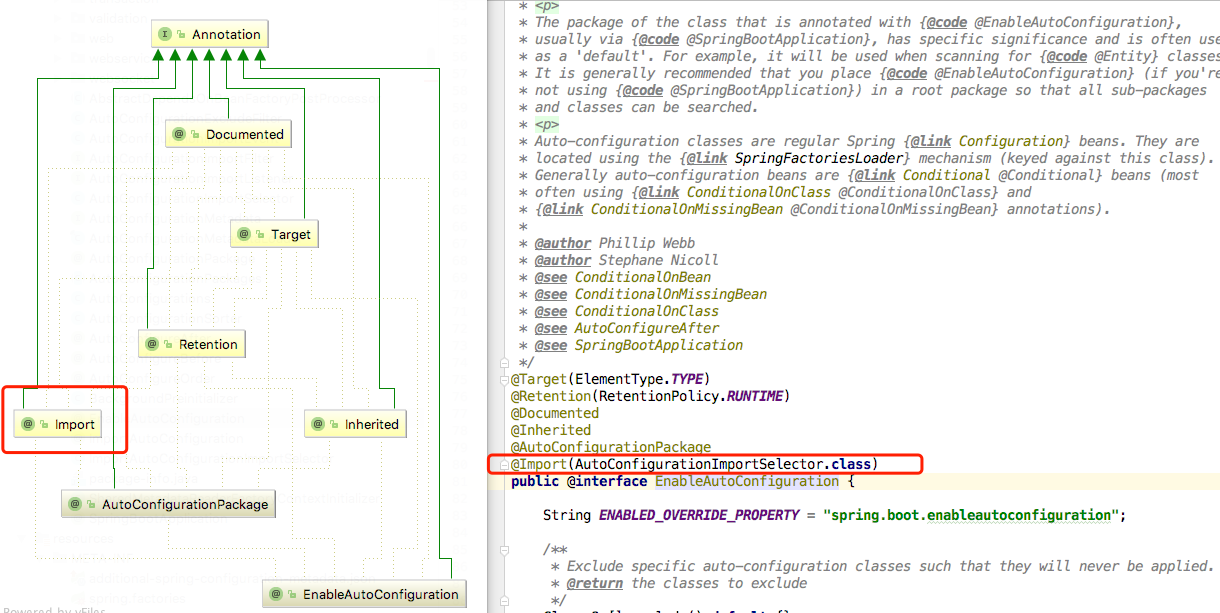 Annotation
Documented
Target
Retention
Import
Inherited
AutoConfigurationPackage
EnableAutoConfiguration
Powered by yFiles
* <p>
* The package of the class that is annotated with {@code @EnableAutoConfiguration},
* usually via {@code @SpringBootApplication}, has specific significance and is often use
* as a 'default'. For example, it will be used when scanning for {@code @Entity} classes
* It is generally recommended that you place {@code @EnableAutoConfiguration} (if you're
* not using {@code @SpringBootApplication}) in a root package so that all sub-packages
* and classes can be searched.
* <p>
* Auto-configuration classes are regular Spring {@link Configuration} beans. They are
* located using the {@link SpringFactoriesLoader} mechanism (keyed against this class).
* Generally auto-configuration beans are {@link Conditional @Conditional} beans (most
* often using {@link ConditionalOnClass @ConditionalOnClass} and
* {@link ConditionalOnMissingBean @ConditionalOnMissingBean} annotations).
*
* @author Phillip Webb
* @author Stephane Nicoll
* @see ConditionalOnBean
* @see ConditionalOnMissingBean
* @see ConditionalOnClass
* @see AutoConfigureAfter
* @see SpringBootApplication
*/
@Target(ElementType.TYPE)
@Retention(RetentionPolicy.RUNTIME)
@Documented
@Inherited
@AutoConfigurationPackage
@Import(AutoConfigurationImportSelector.class)
public @interface EnableAutoConfiguration {
String ENABLED_OVERRIDE_PROPERTY = "spring.boot.enableautoconfiguration";
/**
* Exclude specific auto-configuration classes such that they will never be applied.
* @return the classes to exclude
*/